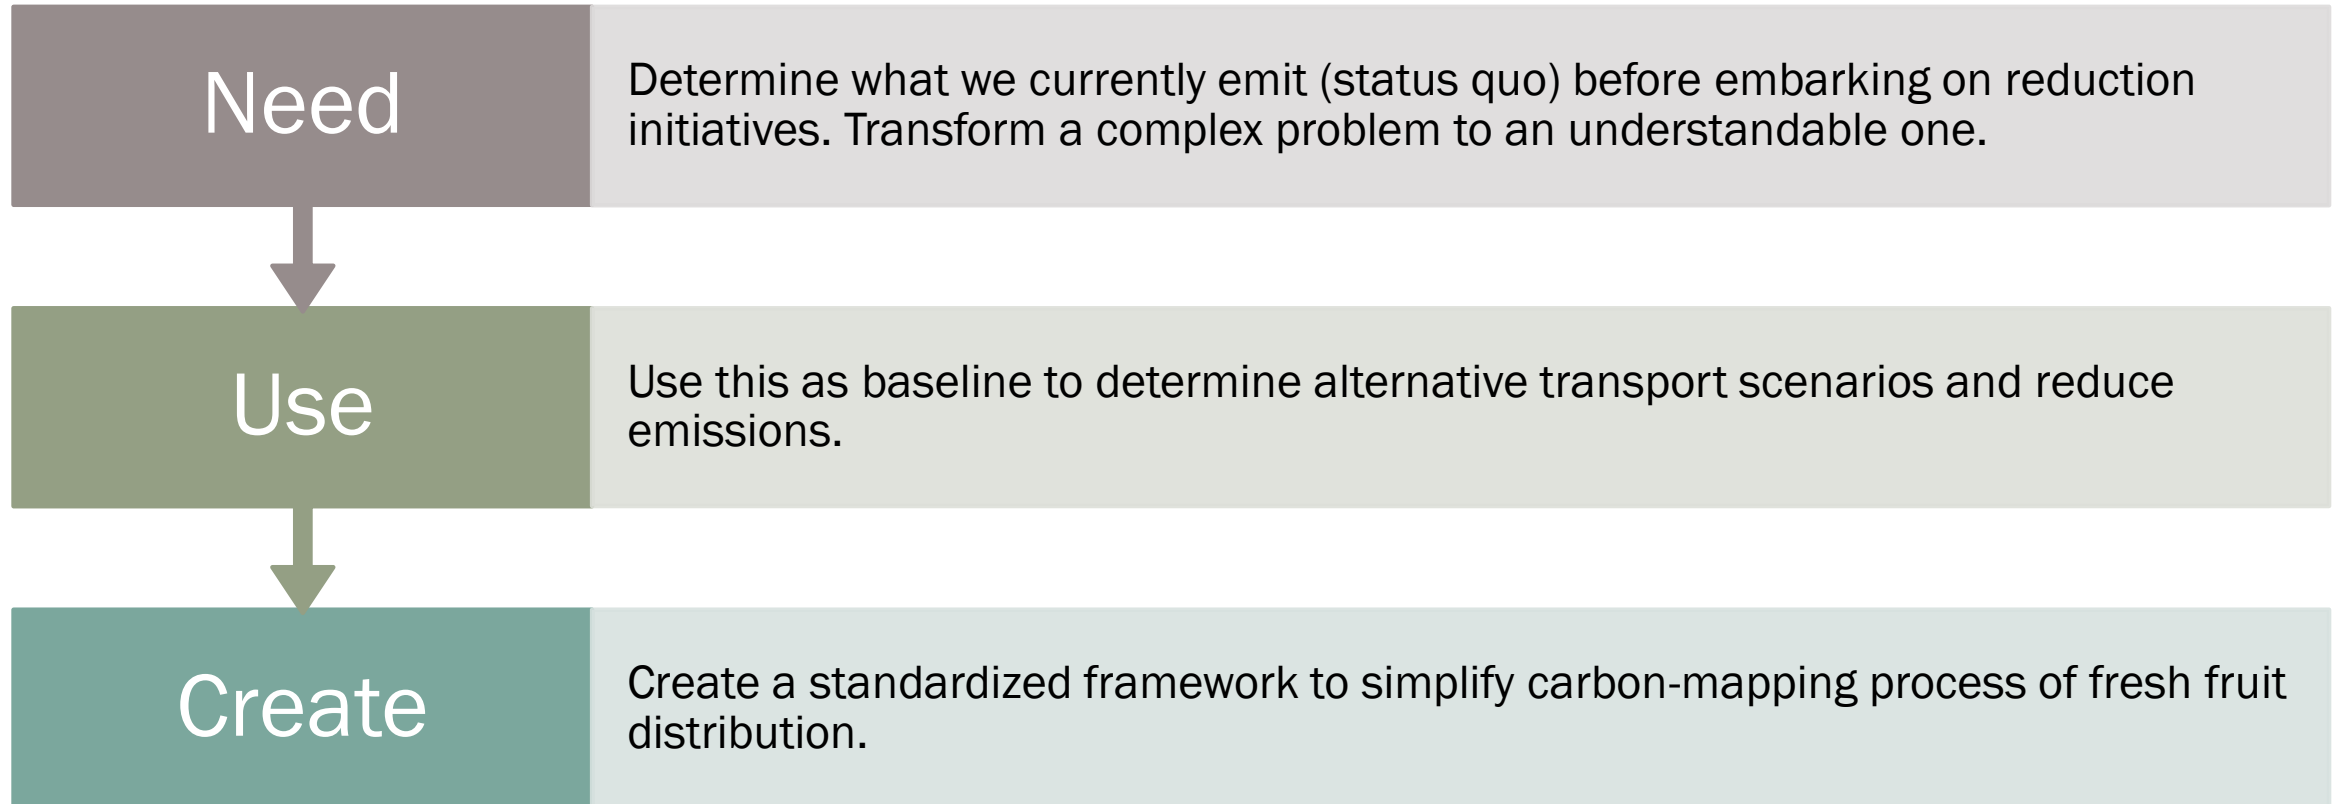 Need
Determine what we currently emit (status quo) before embarking on reduction
initiatives. Transform a complex problem to an understandable one.
Use
Use this as baseline to determine alternative transport scenarios and reduce
emissions.
Create
Create a standardized framework to simplify carbon-mapping process of fresh fruit
distribution.